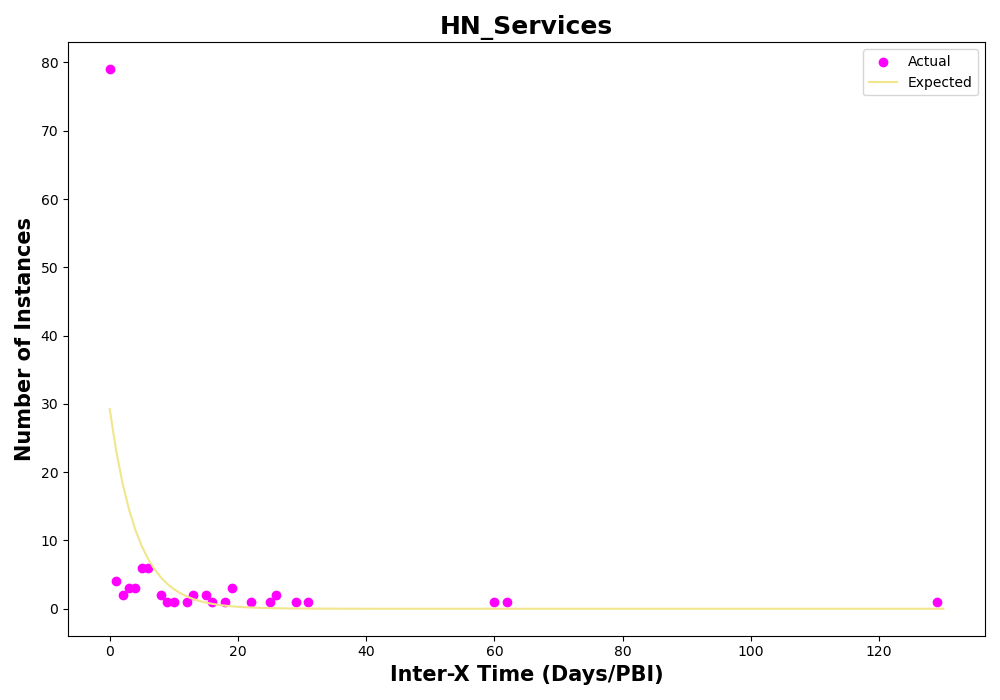 HN_Services
Actual
Expected
80
70
60
50
40
30
20
10
0
Number of Instances
0 20 40 60 80 100 120
Inter-X Time (Days/PBI)